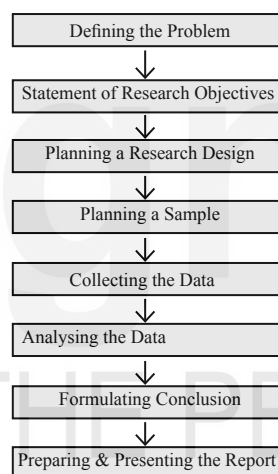 Defining the Problem
Statement of Research Objectives
Planning a Research Design
Planning a Sample
Collecting the Data
Analysing the Data
Formulating Conclusion
Preparing & Presenting the Report